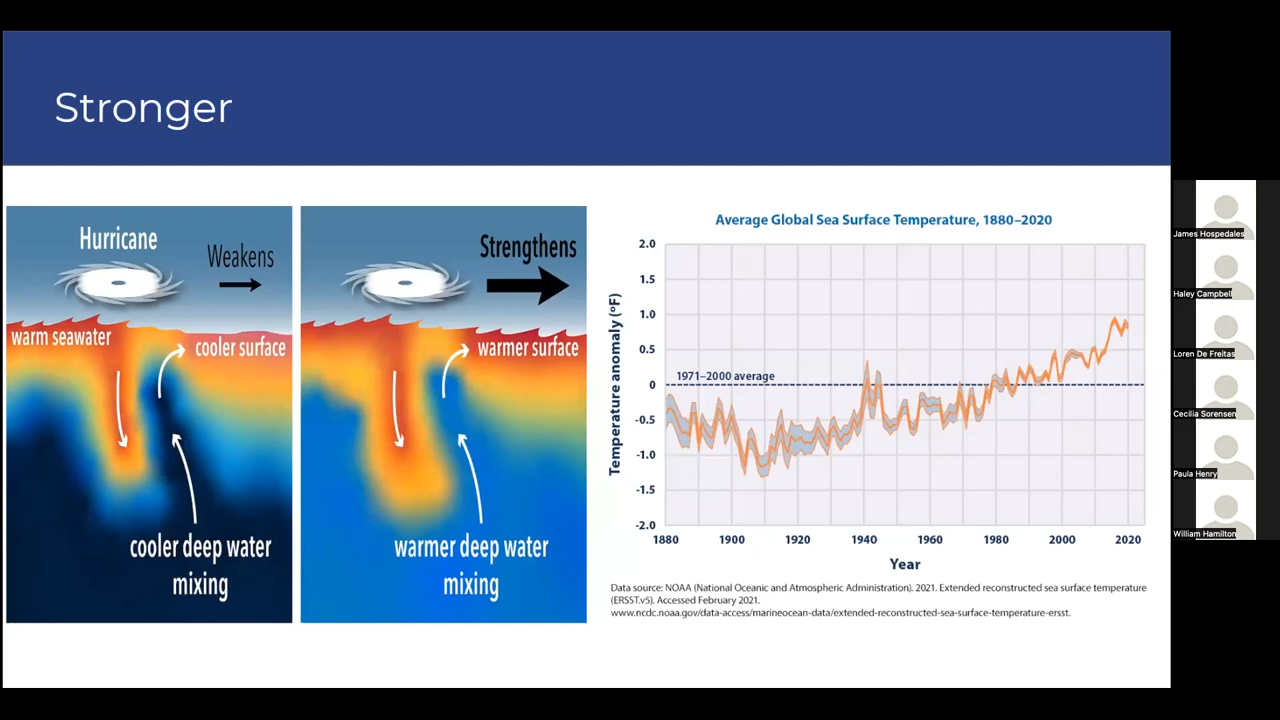 Stronger
Hurricane
Weakens
warm seawater
cooler surface
cooler deep water
mixing
Strengthens
warmer surface
warmer deep water
mixing
Average Global Sea Surface Temperature, 1880–2020
Temperature anomaly (°F)
2.0
1.5
1.0
0.5
0
-0.5
-1.0
-1.5
-2.0
1971–2000 average
1880 1900 1920 1940 1960 1980 2000 2020
Year
Data source: NOAA (National Oceanic and Atmospheric Administration). 2021. Extended reconstructed sea surface temperature
(ERSST.v5). Accessed February 2021.
www.ncdc.noaa.gov/data-access/marineocean-data/extended-reconstructed-sea-surface-temperature-ersst.
James Hospedales
Haley Campbell
Loren De Freitas
Cecilia Sorensen
Paula Henry
William Hamilton